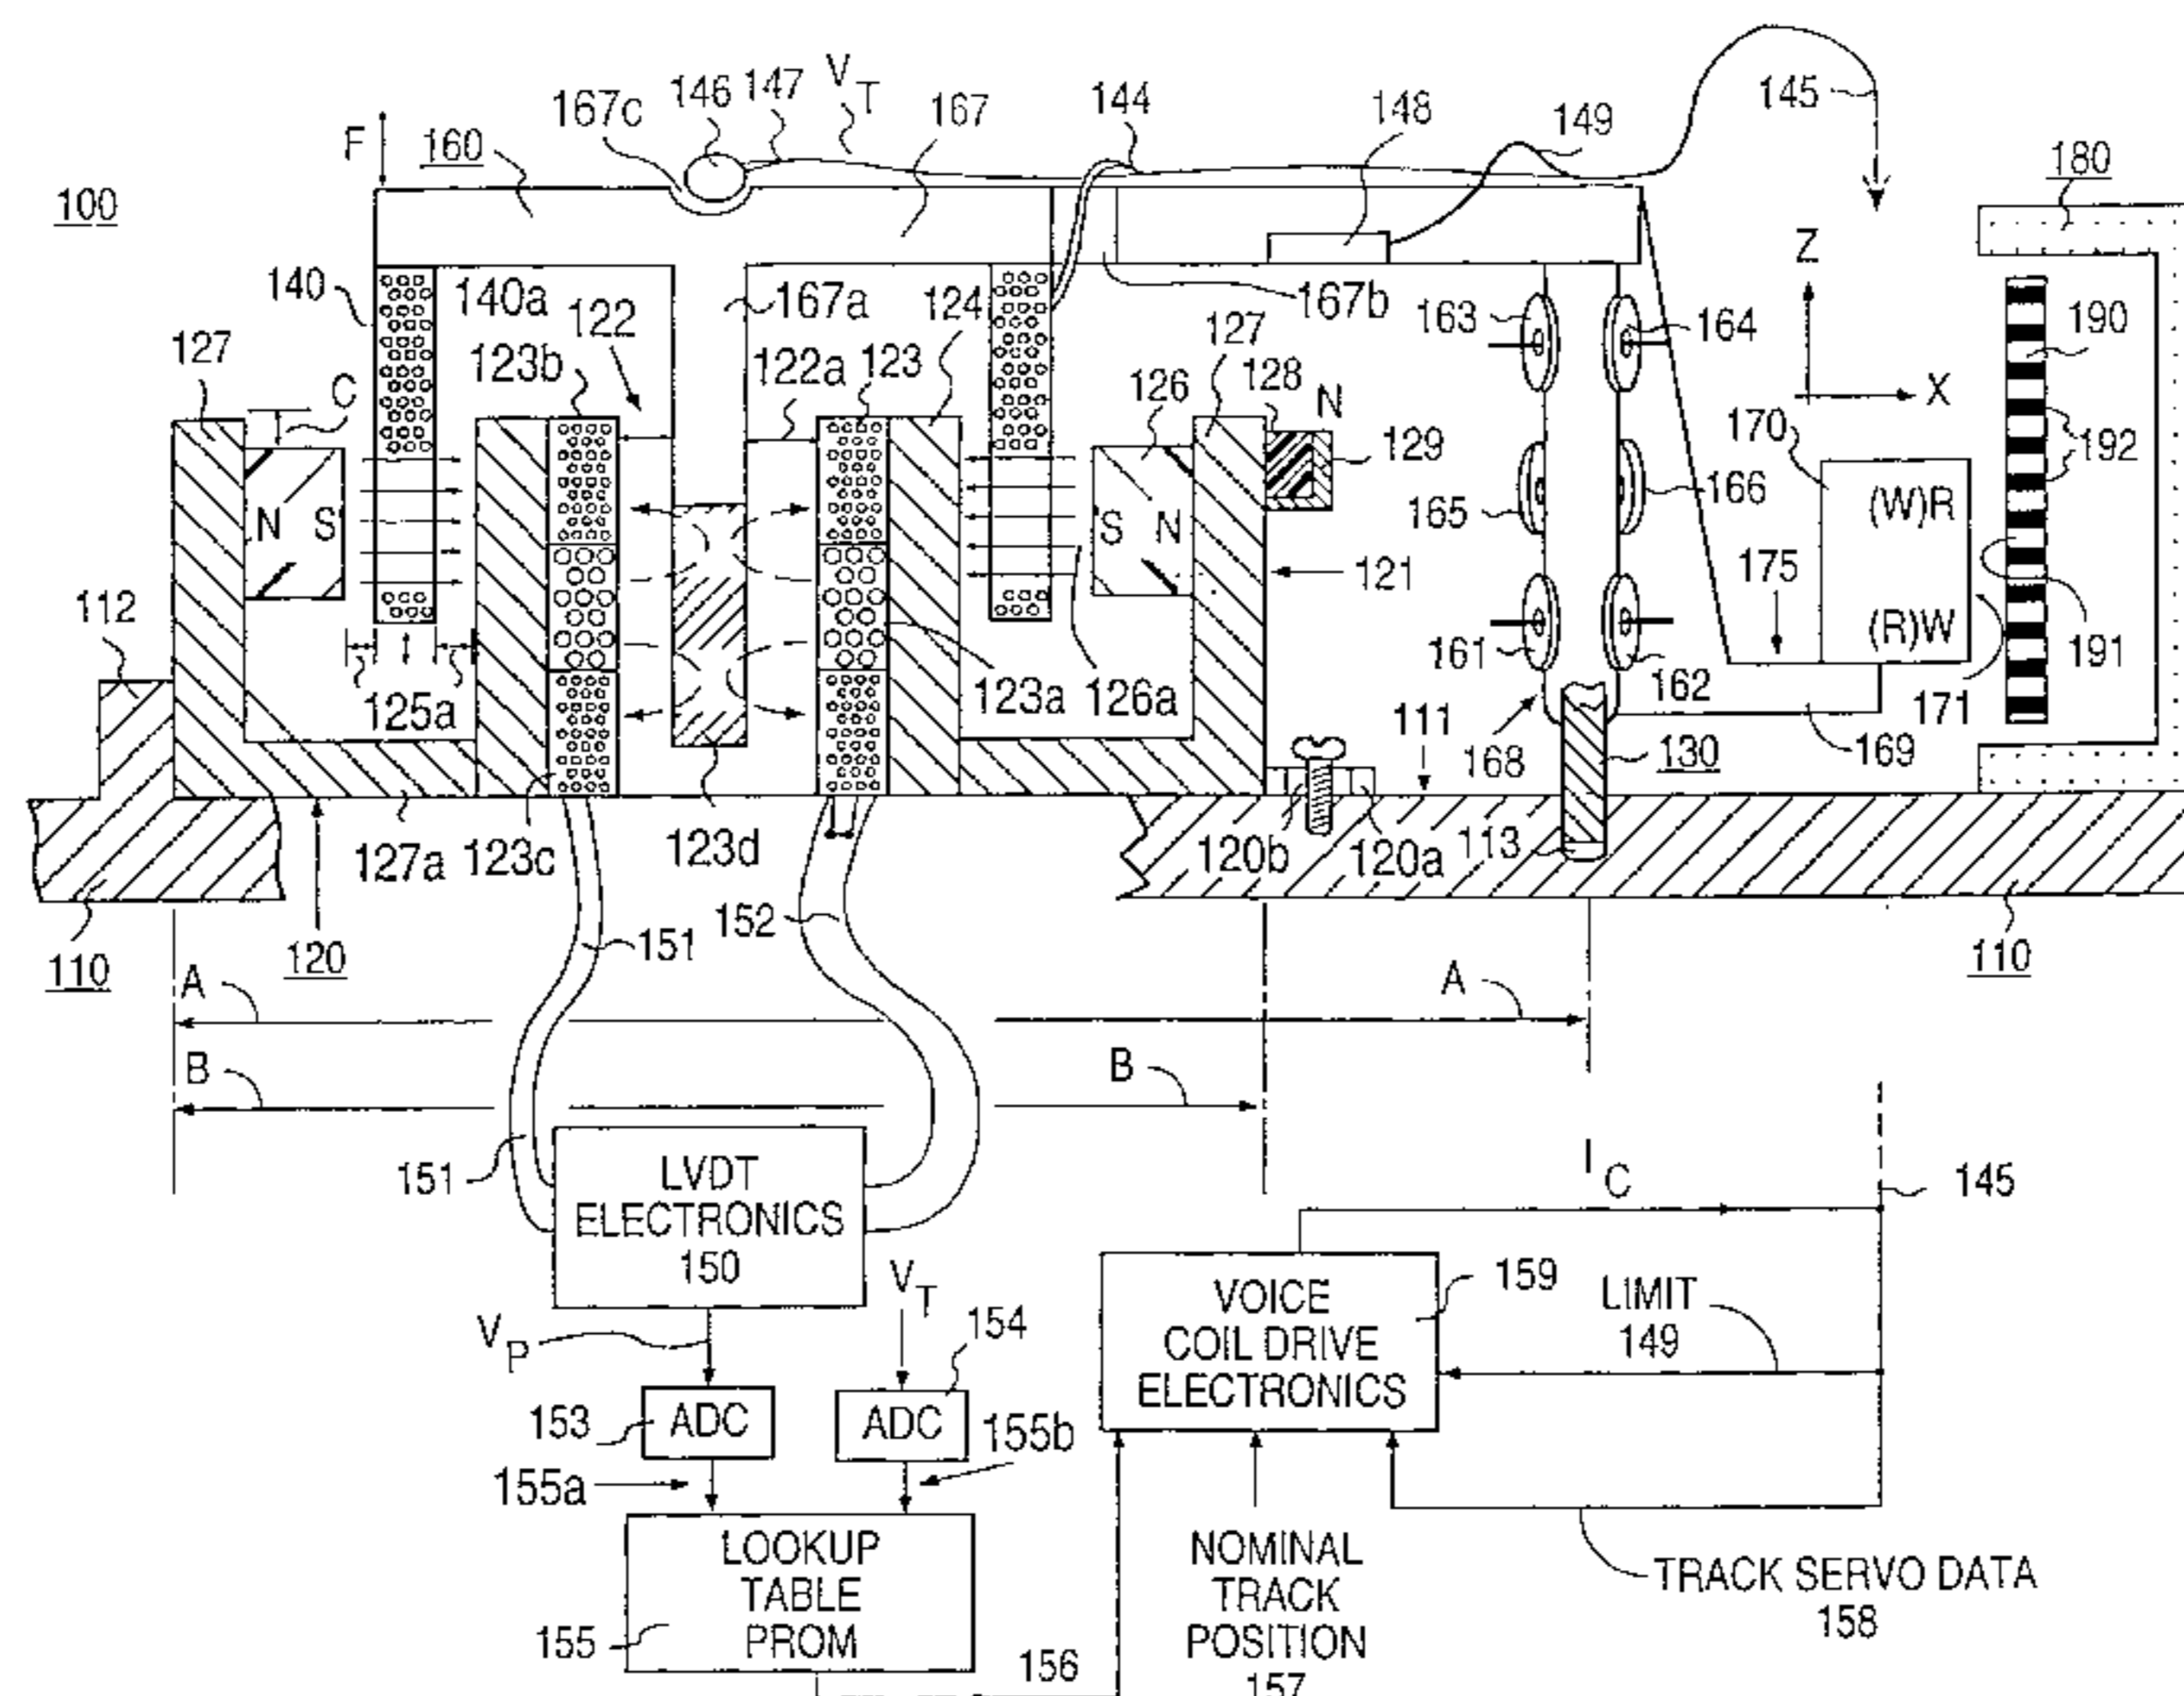 100
F
160
167c
146
147
V T
167
144
148
149
145
180
140
140a
122
167a
124
167b
163
164
Z
X
190
127
C
123b
122a
123
126
127
128
N
129
170
192
N S
S N
165
166
(W)R
(R)W
121
175
112
161
162
191
125a
123a
126a
111
168
130
169
171
127a
123c
123d
120b
120a
113
110
120
151
152
110
A
A
B
B
151
LVDT
ELECTRONICS
150
I C
145
V P
V T
154
159
VOICE
COIL DRIVE
ELECTRONICS
LIMIT
149
153
ADC
ADC
155a
155b
LOOKUP
TABLE
PROM
155
156
NOMINAL
TRACK
POSITION
157
TRACK SERVO DATA
158